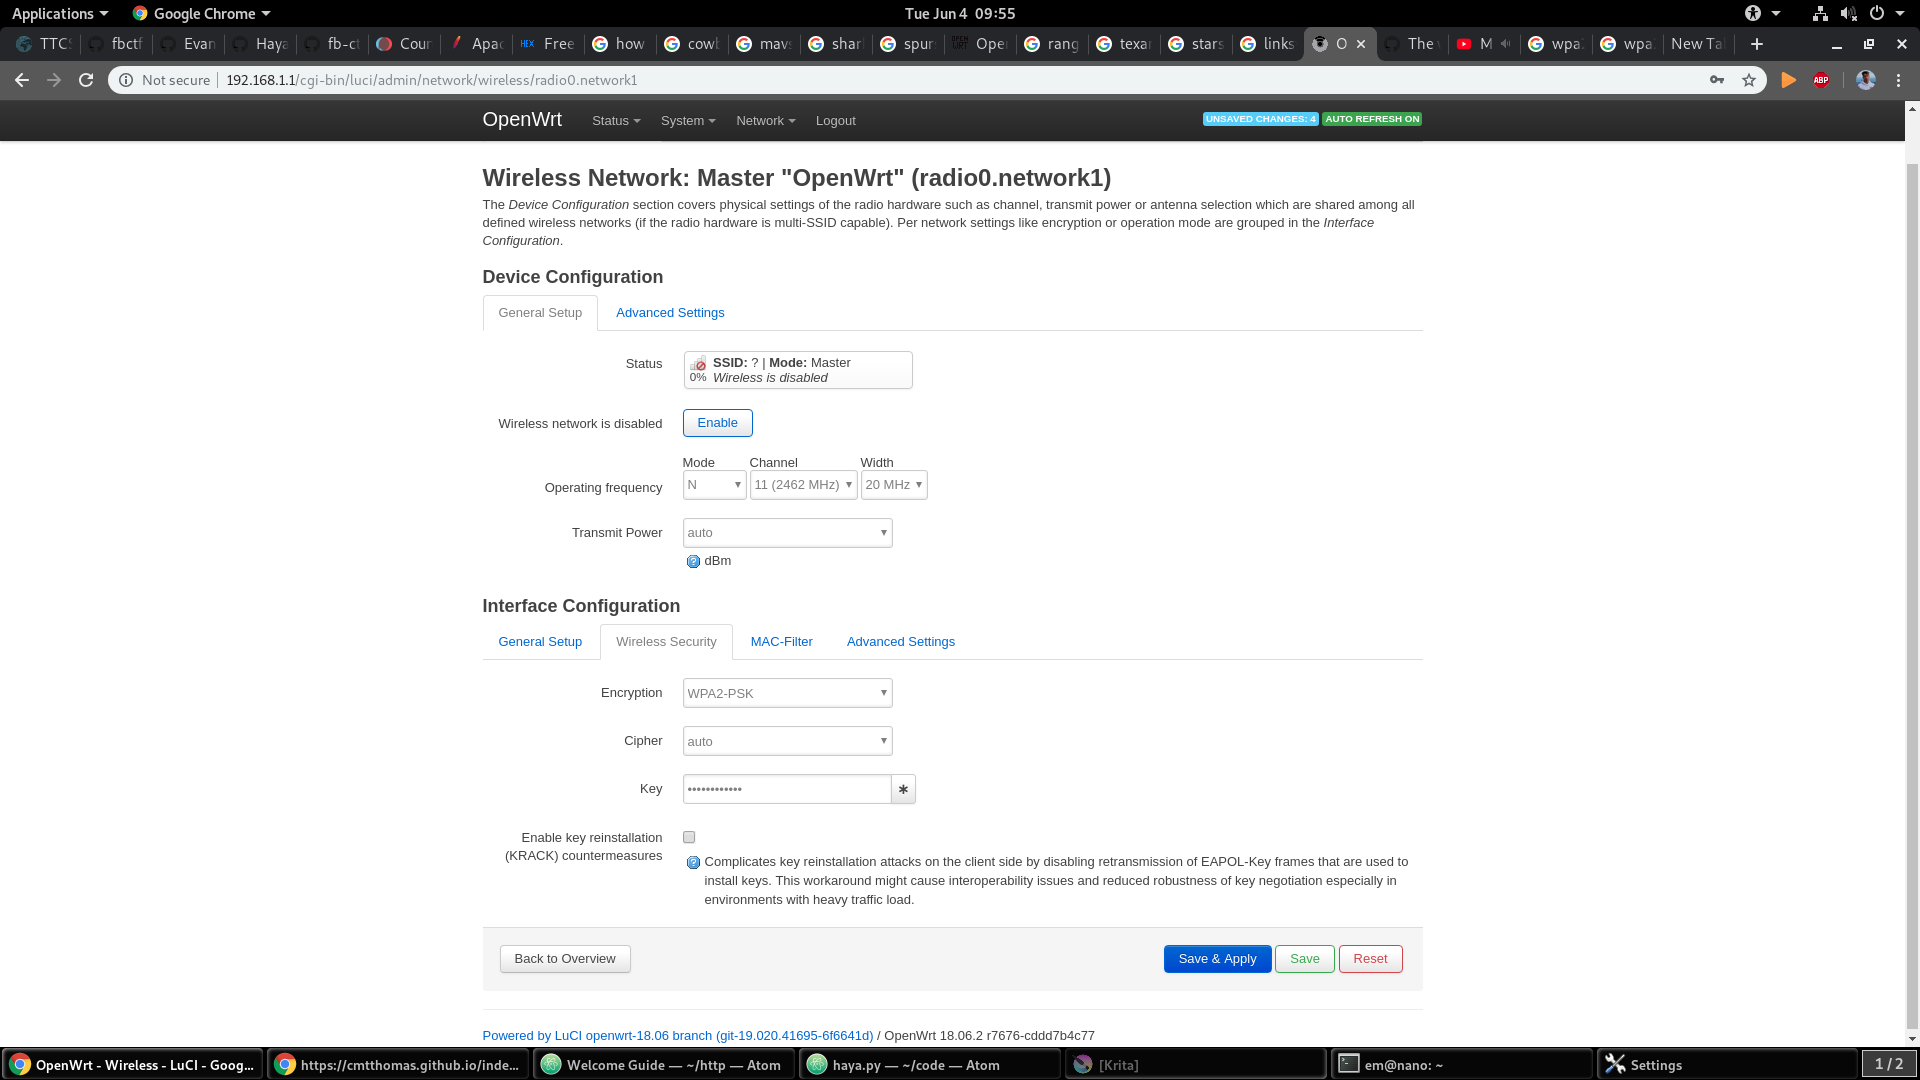 Applications Google Chrome Tue Jun 4 09:55
TTCS fbctf Evan Haya fb-ct Cour Apac HEX Free how cowb mavs shar spur OPEN WRT Ope rang texa stars links O The M wpa wpa New Ta
Not secure 192.168.1.1/cgi-bin/luci/admin/network/wireless/radio0.network1 ABP
OpenWrt Status System Network Logout UNSAVED CHANGES: 4 AUTO REFRESH ON
Wireless Network: Master "OpenWrt" (radio0.network1)
The Device Configuration section covers physical settings of the radio hardware such as channel, transmit power or antenna selection which are shared among all
defined wireless networks (if the radio hardware is multi-SSID capable). Per network settings like encryption or operation mode are grouped in the Interface
Configuration.
Device Configuration
General Setup Advanced Settings
Status
SSID: ? | Mode: Master
0% Wireless is disabled
Wireless network is disabled Enable
Mode Channel Width
Operating frequency N 11 (2462 MHz) 20 MHz
Transmit Power auto
dBm
Interface Configuration
General Setup Wireless Security MAC-Filter Advanced Settings
Encryption WPA2-PSK
Cipher auto
Key •••••••••••• *
Enable key reinstallation
(KRACK) countermeasures
Complicates key reinstallation attacks on the client side by disabling retransmission of EAPOL-Key frames that are used to
install keys. This workaround might cause interoperability issues and reduced robustness of key negotiation especially in
environments with heavy traffic load.
Back to Overview Save & Apply Save Reset
Powered by LuCI openwrt-18.06 branch (git-19.020.41695-6f6641d) / OpenWrt 18.06.2 r7676-cddd7b4c77
OpenWrt - Wireless - LuCI - Goog... https://cmtthomas.github.io/inde... Welcome Guide — ~/http — Atom haya.py — ~/code — Atom [Krita] em@nano: ~ Settings 1 / 2